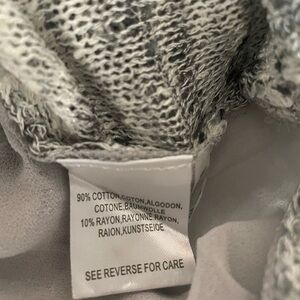 90% COTTON,COTON,ALGODON,
COTONE,BAUMWOLLE
10% RAYON,RAYONNE RAYON,
RAION,KUNSTSEIDE
SEE REVERSE FOR CARE